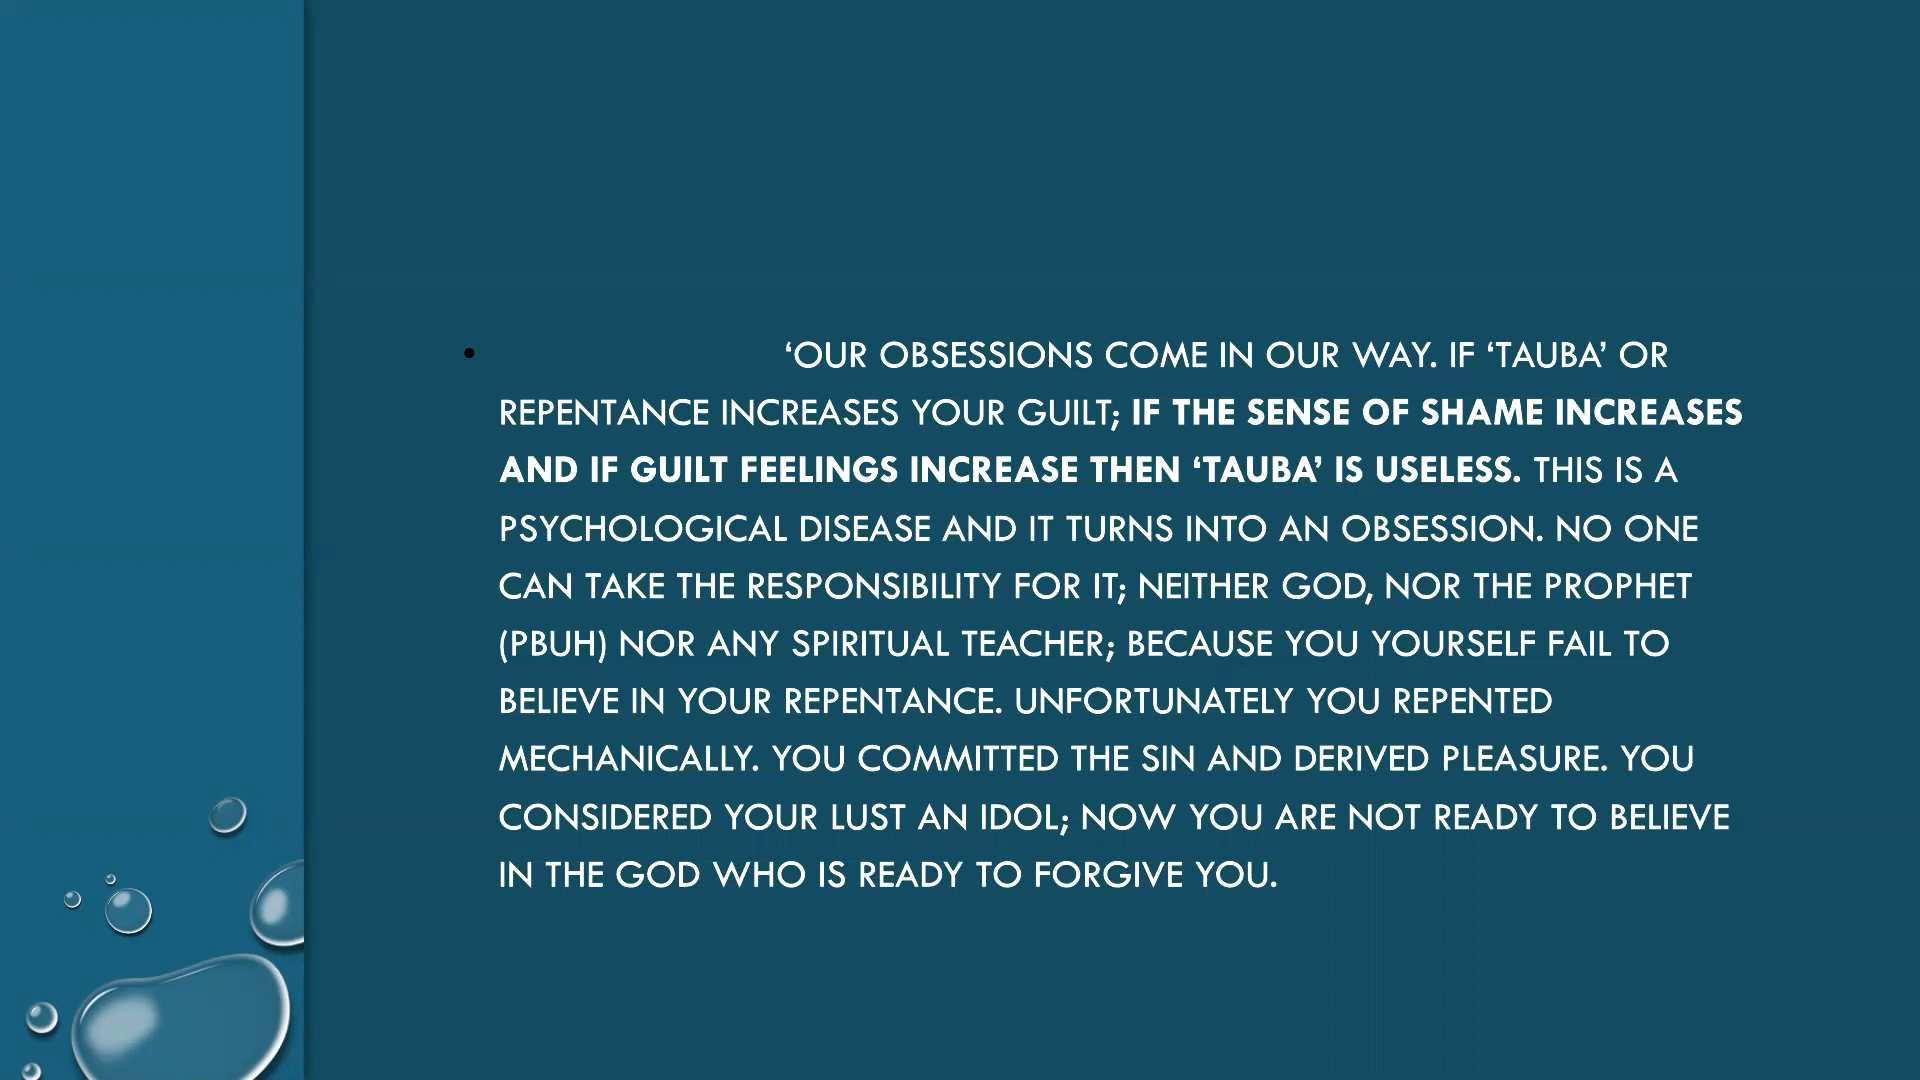 • ‘OUR OBSESSIONS COME IN OUR WAY. IF ‘TAUBA’ OR
REPENTANCE INCREASES YOUR GUILT; IF THE SENSE OF SHAME INCREASES
AND IF GUILT FEELINGS INCREASE THEN ‘TAUBA’ IS USELESS. THIS IS A
PSYCHOLOGICAL DISEASE AND IT TURNS INTO AN OBSESSION. NO ONE
CAN TAKE THE RESPONSIBILITY FOR IT; NEITHER GOD, NOR THE PROPHET
(PBUH) NOR ANY SPIRITUAL TEACHER; BECAUSE YOU YOURSELF FAIL TO
BELIEVE IN YOUR REPENTANCE. UNFORTUNATELY YOU REPENTED
MECHANICALLY. YOU COMMITTED THE SIN AND DERIVED PLEASURE. YOU
CONSIDERED YOUR LUST AN IDOL; NOW YOU ARE NOT READY TO BELIEVE
IN THE GOD WHO IS READY TO FORGIVE YOU.